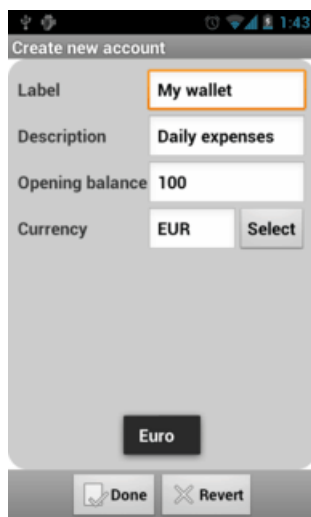 1:43
Create new account
Label My wallet
Description Daily expenses
Opening balance 100
Currency EUR Select
Euro
Done Revert